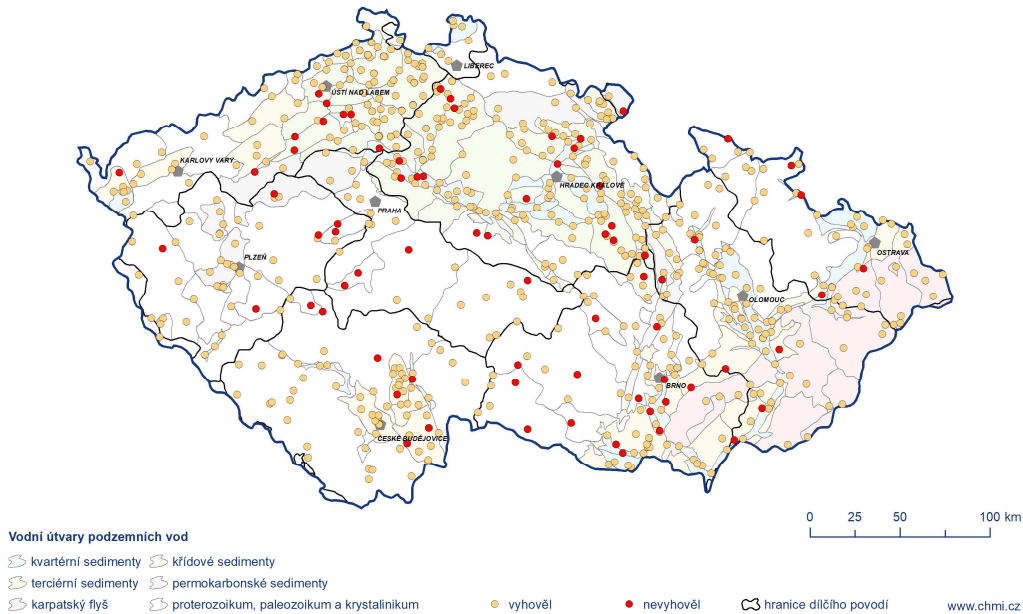 LIBEREC
ÚSTÍ NAD LABEM
KARLOVY VARY
HRADEC KRÁLOVÉ
PRAHA
PLZEŇ
OSTRAVA
OLOMOUC
BRNO
ČESKÉ BUDĚJOVICE
0 25 50 100 km
Vodní útvary podzemních vod
kvartérní sedimenty křídové sedimenty
terciérní sedimenty permokarbonské sedimenty
karpatský flyš proterozoikum, paleozoikum a krystalinikum vyhověl nevyhověl hranice dílčího povodí www.chmi.cz